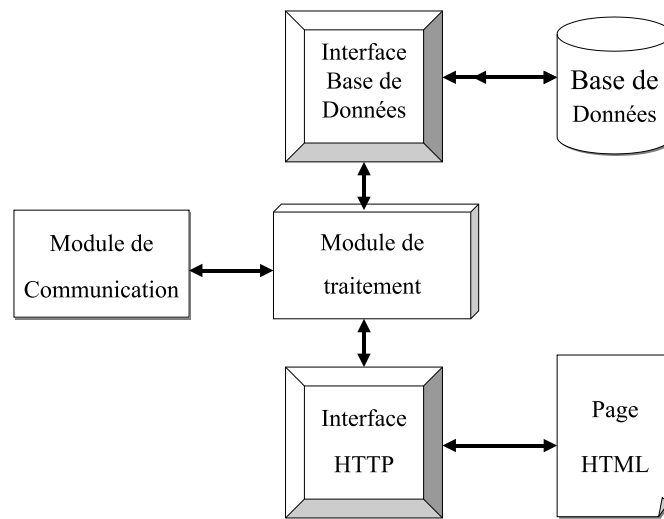 Interface
Base de
Données
Base de
Données
Module de
Communication
Module de
traitement
Interface
HTTP
Page
HTML